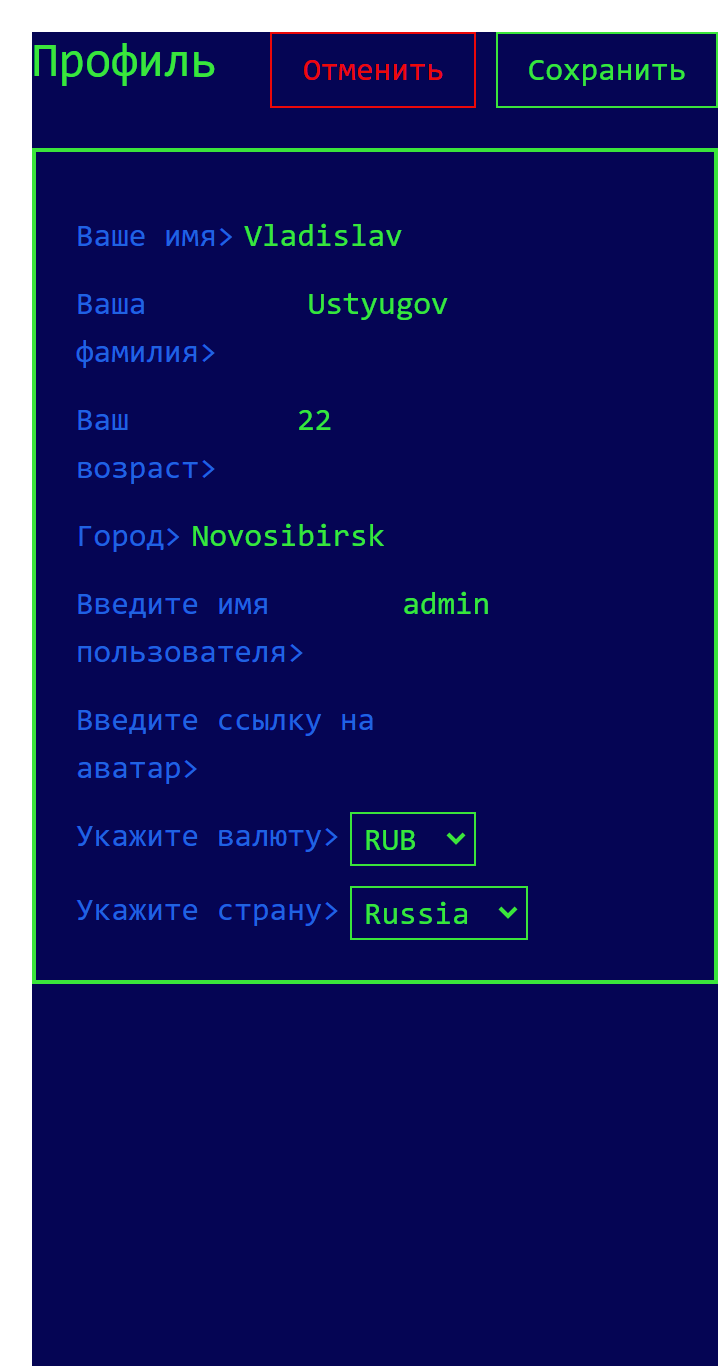 Профиль Отменить Сохранить
Ваше имя> Vladislav
Ваша Ustyugov
фамилия>
Ваш 22
возраст>
Город> Novosibirsk
Введите имя admin
пользователя>
Введите ссылку на
аватар>
Укажите валюту> RUB
Укажите страну> Russia